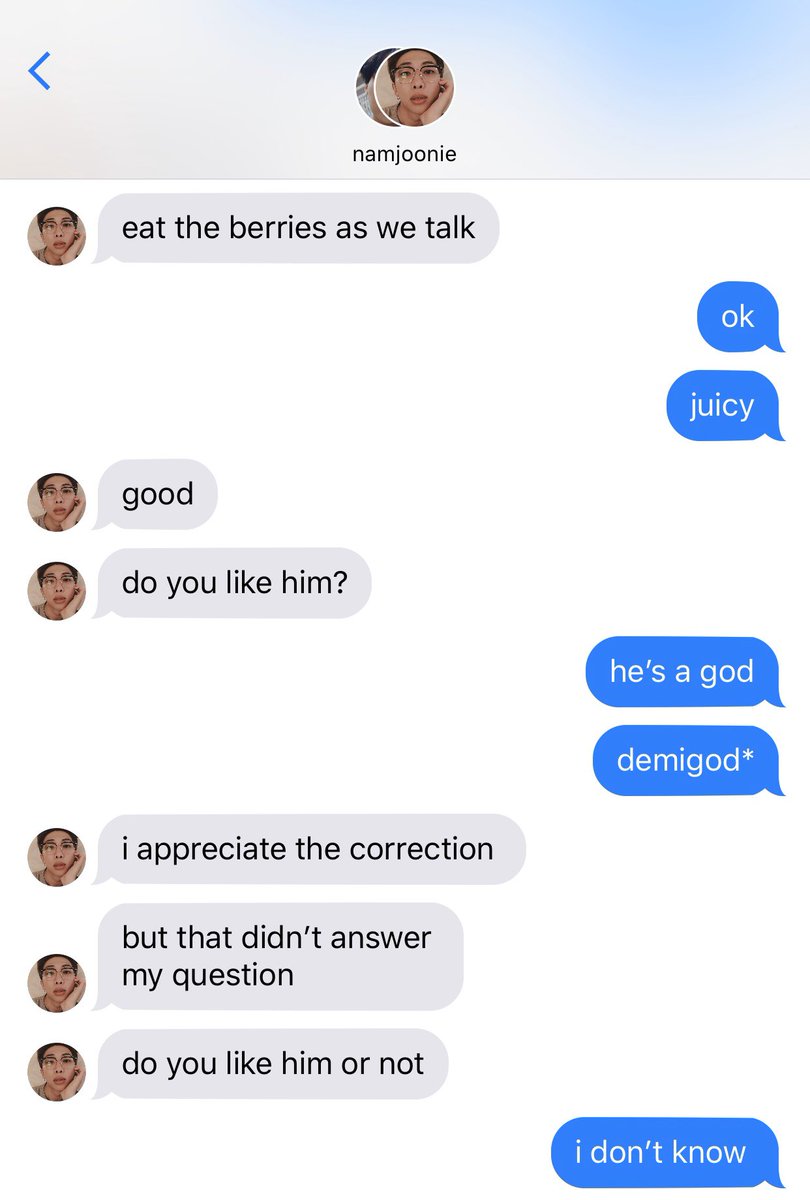 namjoonie
eat the berries as we talk
ok
juicy
good
do you like him?
he’s a god
demigod*
i appreciate the correction
but that didn’t answer
my question
do you like him or not
i don’t know